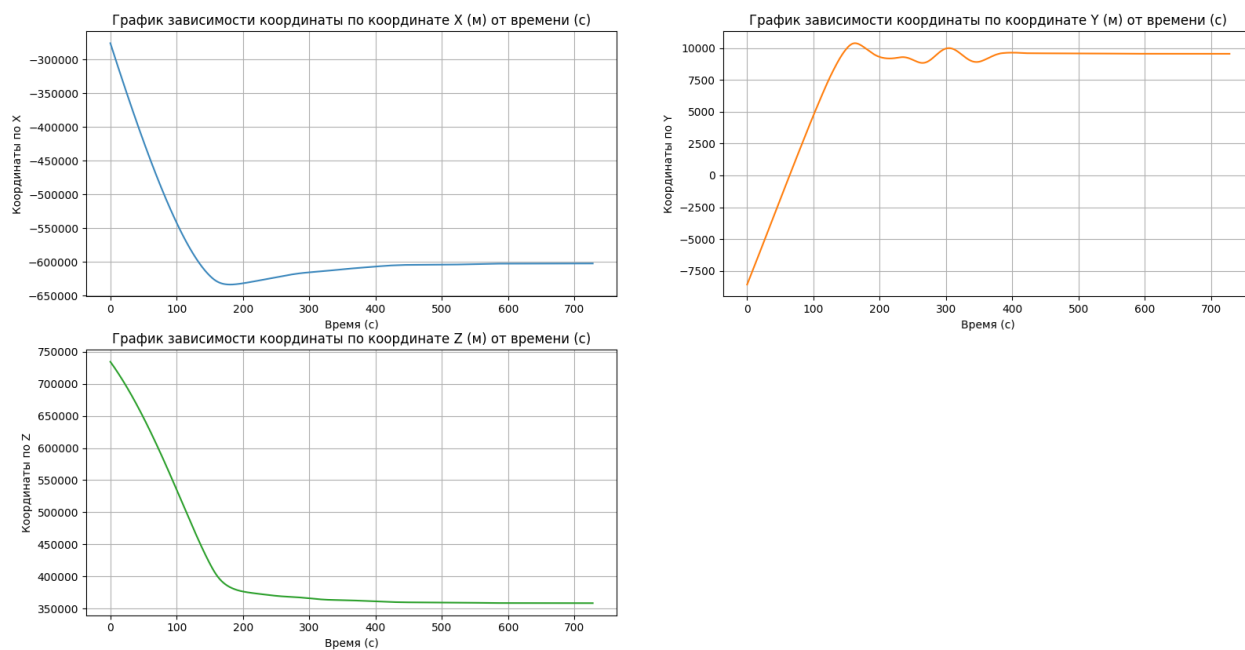 График зависимости координаты по координате X (м) от времени (с)
Координаты по X
−300000
−350000
−400000
−450000
−500000
−550000
−600000
−650000
0 100 200 300 400 500 600 700
Время (с)
График зависимости координаты по координате Y (м) от времени (с)
Координаты по Y
10000
7500
5000
2500
0
−2500
−5000
−7500
0 100 200 300 400 500 600 700
Время (с)
График зависимости координаты по координате Z (м) от времени (с)
Координаты по Z
750000
700000
650000
600000
550000
500000
450000
400000
350000
0 100 200 300 400 500 600 700
Время (с)